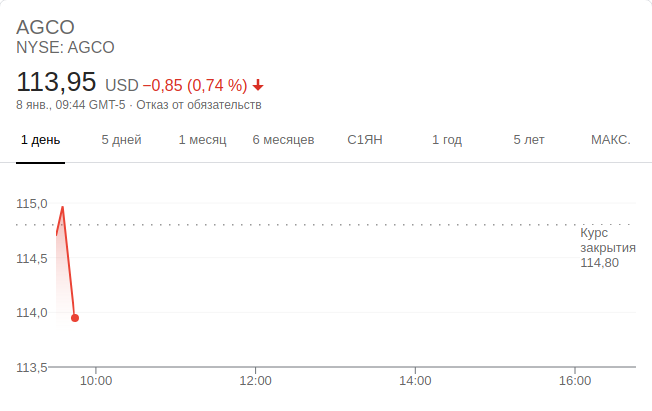 AGCO
NYSE: AGCO
113,95 USD −0,85 (0,74 %)
8 янв., 09:44 GMT-5 · Отказ от обязательств
1 день 5 дней 1 месяц 6 месяцев С1ЯН 1 год 5 лет МАКС.
115,0
Курс
закрытия
114,80
114,5
114,0
113,5
10:00 12:00 14:00 16:00